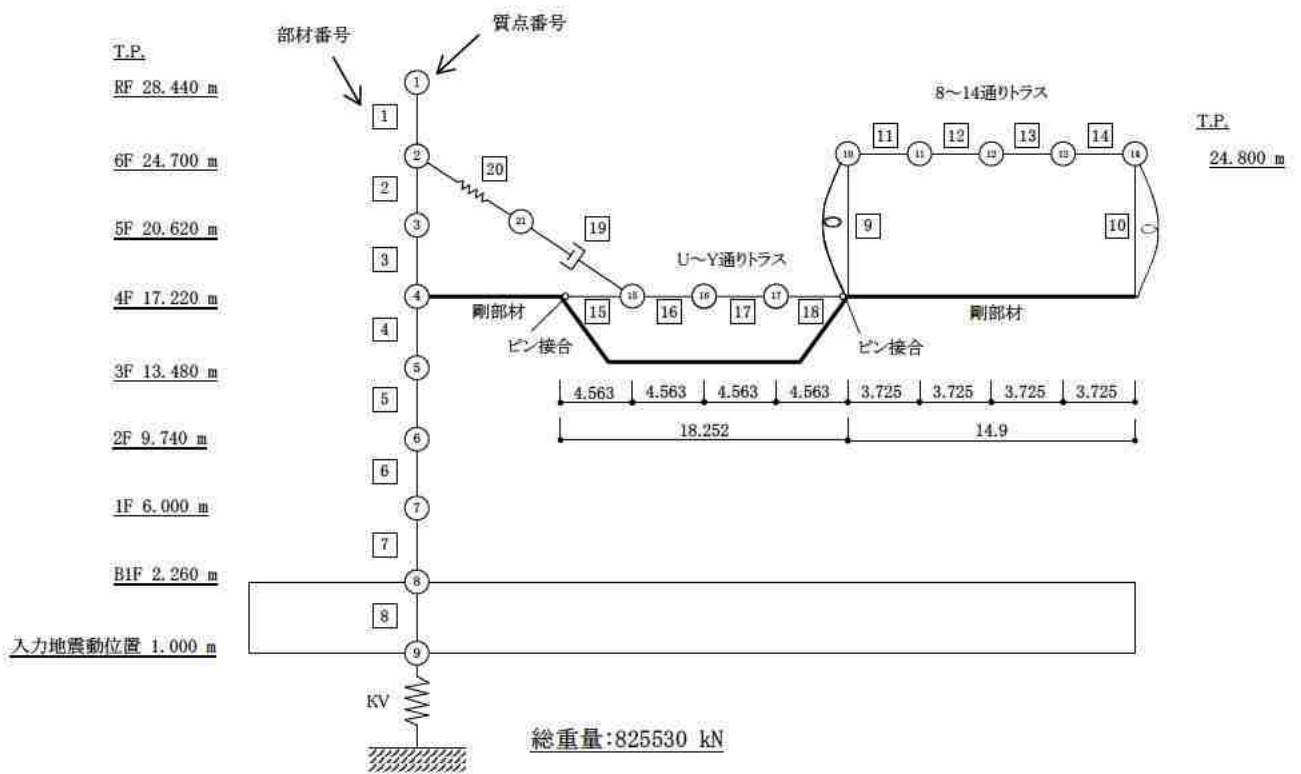 部材番号
質点番号
T.P.
RF 28.440 m
6F 24.700 m
5F 20.620 m
4F 17.220 m
3F 13.480 m
2F 9.740 m
1F 6.000 m
B1F 2.260 m
入力地震動位置 1.000 m
1
2
3
4
5
6
7
8
9
1
2
3
4
5
6
7
8
KV
20
21
19
U～Y通りトラス
15
16
17
剛部材
15
16
17
18
ピン接合
ピン接合
8～14通りトラス
11
12
13
14
10
11
12
13
14
9
10
剛部材
T.P.
24.800 m
4.563
4.563
4.563
4.563
3.725
3.725
3.725
3.725
18.252
14.9
総重量:825530 kN